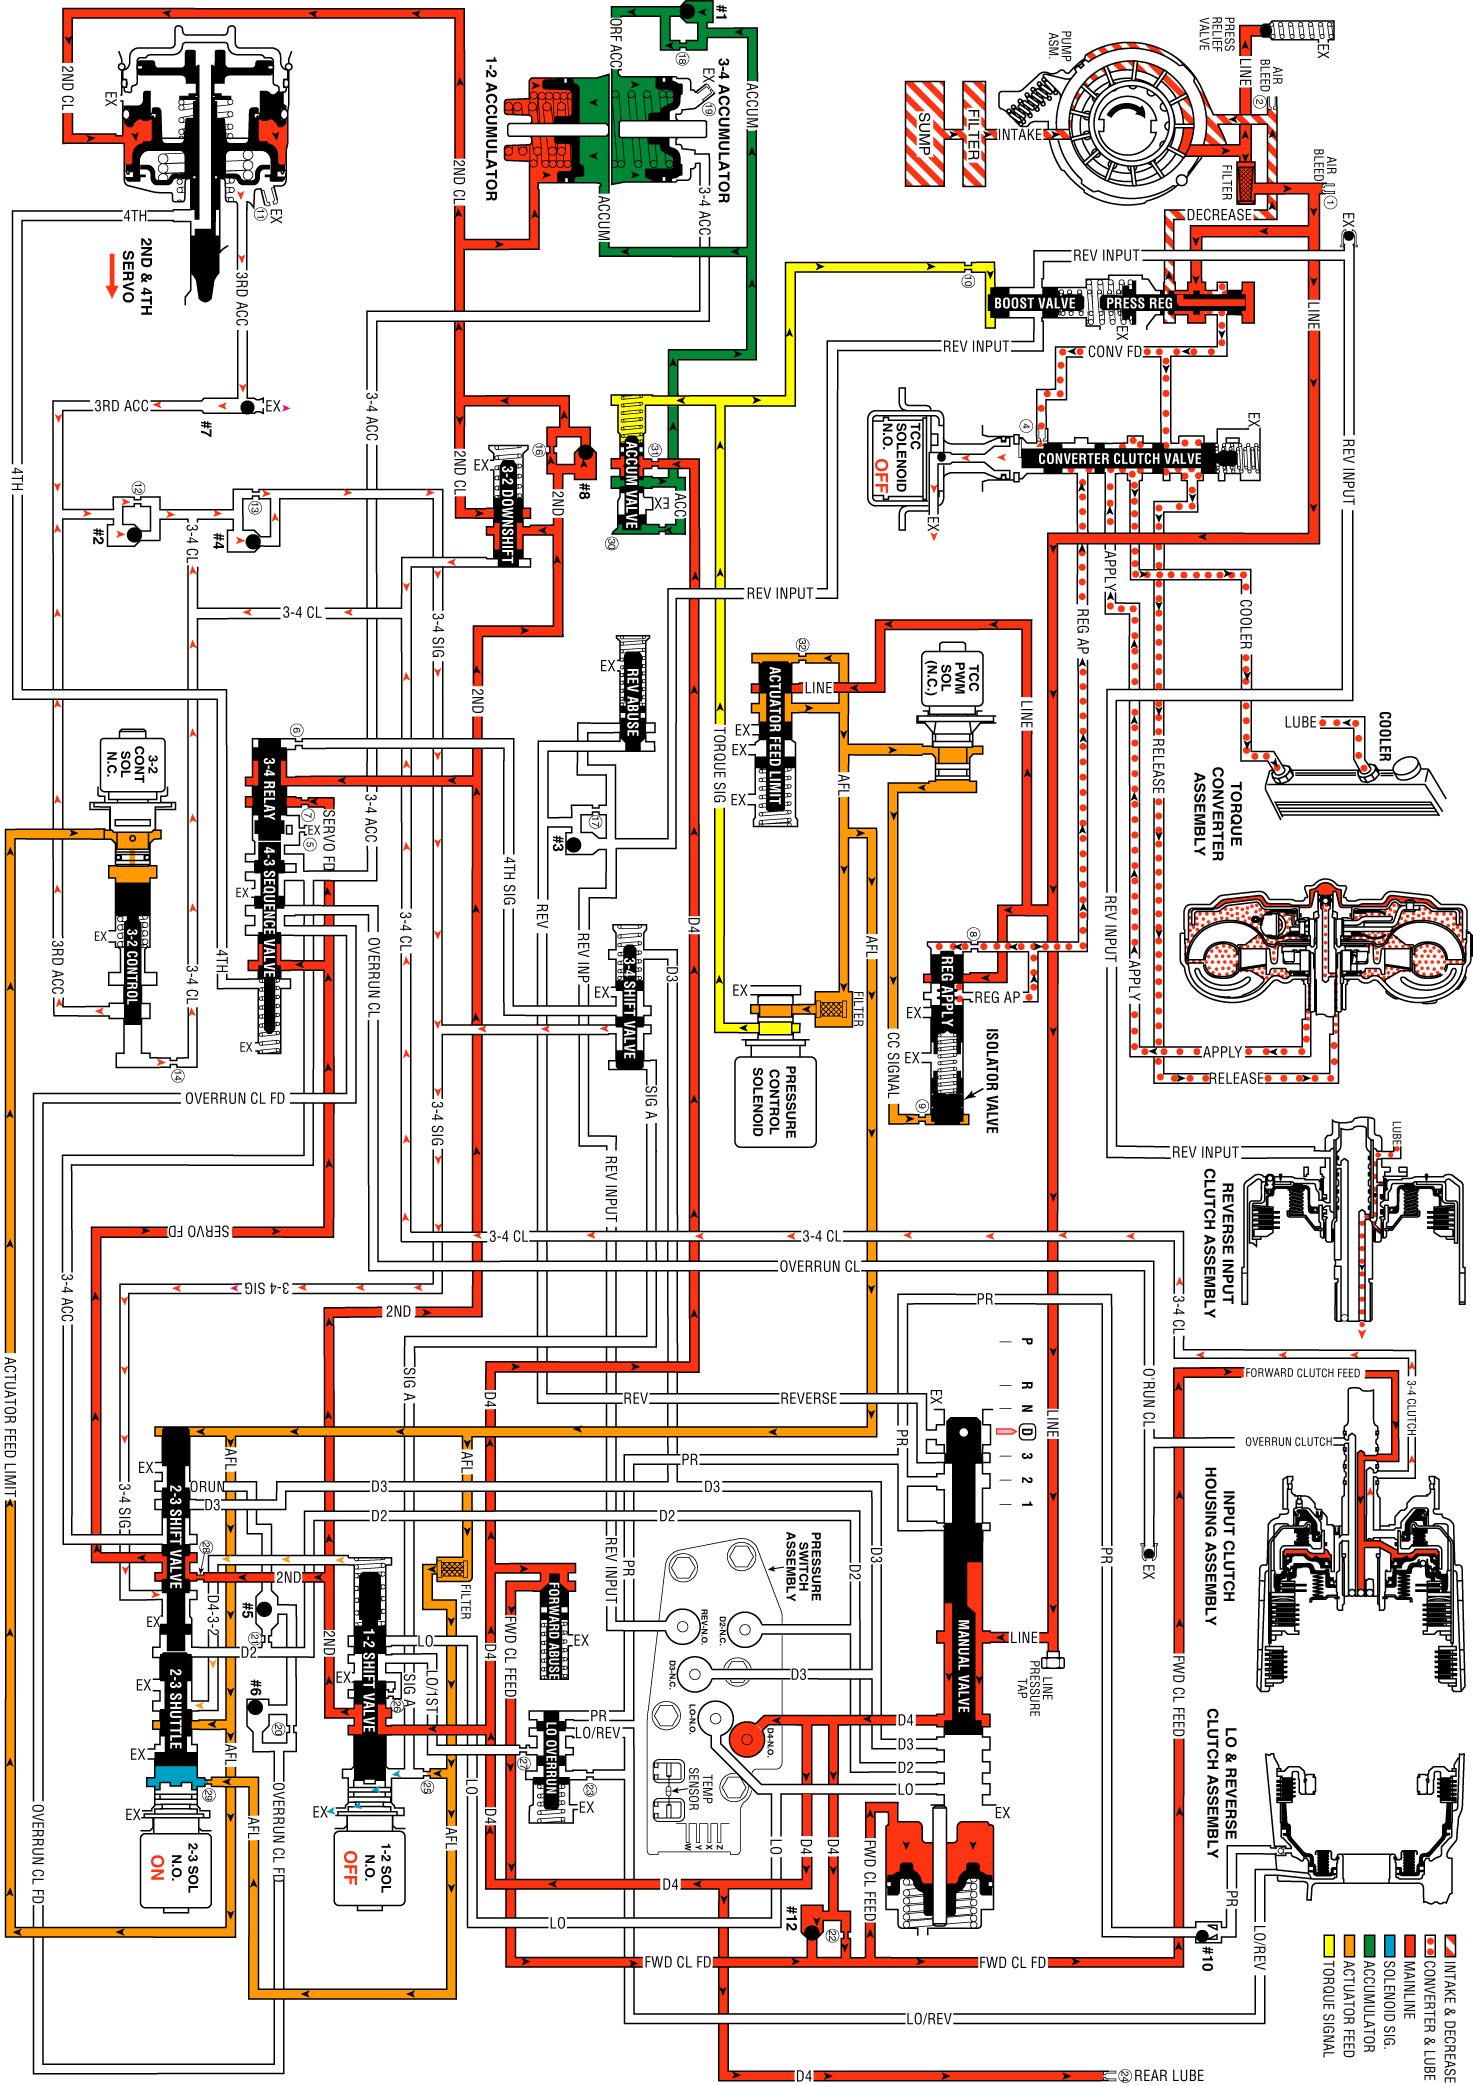 #1
ORF ACC
18
EX
19
3-4 ACCUMULATOR
1-2 ACCUMULATOR
ACCUM
ACCUM
3-4 ACC
2ND CL
2ND CL
EX
EX
11
4TH
3RD ACC
2ND & 4TH
SERVO
PRESS
RELIEF
VALVE
EX
LINE
AIR
BLEED
2
PUMP
ASM.
INTAKE
FILTER
SUMP
FILTER
AIR
BLEED
1
DECREASE
EX
REV INPUT
10
BOOST VALVE
PRESS REG
EX
LINE
REV INPUT
CONV FD
REV INPUT
3RD ACC
EX
#7
3-4 ACC
4TH
2ND CL
16
#8
2ND
EX
3-2 DOWNSHIFT
ACCUM VALVE
31
ACC
EX
30
TCC
SOLENOID
N.O. OFF
EX
4
CONVERTER CLUTCH VALVE
EX
12
#2
13
#4
3-4 CL
3-4 CL
3-4 SIG
REV INPUT
APPLY
REG AP
COOLER
RELEASE
LUBE
COOLER
TORQUE
CONVERTER
ASSEMBLY
REV INPUT
APPLY
APPLY
RELEASE
EX
REV ABUSE
32
LINE
ACTUATOR FEED LIMIT
EX
EX
EX
TCC
PWM
SOL
(N.C.)
LINE
AFL
TORQUE SIG
2ND
3-2
CONT
SOL
N.C.
6
3-4 RELAY
7
EX
5
SERVO FD
3-4 ACC
4-3 SEQUENCE VALVE
EX
EX
4TH
4TH SIG
17
#3
REV
REV INP
D4
D3
AFL
3-4 SHIFT VALVE
EX
EX
FILTER
PRESSURE
CONTROL
SOLENOID
CC SIGNAL
8
REG APPLY
REG AP
EX
ISOLATOR VALVE
9
3RD ACC
EX
3-2 CONTROL
3-4 CL
14
OVERRUN CL
3-4 CL
OVERRUN CL FD
SIG A
3-4 SIG
REV INPUT
REV INPUT
LUBE
REVERSE INPUT
CLUTCH ASSEMBLY
SERVO FD
3-4 ACC
3-4 SIG
3-4 CL
3-4 CL
OVERRUN CL
2ND
SIG A
D4
REV
REVERSE
PR
P
R
N
D
3
2
1
LINE
3-4 CL
O'RUN CL
FORWARD CLUTCH FEED
3-4 CLUTCH
OVERRUN CLUTCH
INPUT CLUTCH
HOUSING ASSEMBLY
EX
EX
PR
PR
ACTUATOR FEED LIMIT
EX
AFL
AFL
ORUN
D3
D3
D3
D2
D2
3-4 SIG
2-3 SHIFT VALVE
28
2ND
D4-3-2
#5
21
D2
EX
EX
2-3 SHUTTLE
EX
29
EX
2-3 SOL
N.O.
ON
#6
20
AFL
AFL
OVERRUN CL FD
OVERRUN CL FD
FILTER
1-2 SHIFT VALVE
2ND
LO
LO/1ST
SIG A
26
EX
25
EX
1-2 SOL
N.O.
OFF
AFL
D4
D4
FORWARD ABUSE
EX
FWD CL FEED
PR
LO/REV
LO OVERRUN
27
23
EX
LO
REV INPUT
PR
PRESSURE
SWITCH
ASSEMBLY
REV-N.O.
D2-N.O.
D3-N.C.
LO-N.O.
D4-N.O.
TEMP
SENSOR
W
Y
X
Z
D3
D2
D3
MANUAL VALVE
LINE
LINE
PRESSURE
TAP
D4
D3
D2
LO
EX
PR
FWD CL FEED
LO & REVERSE
CLUTCH ASSEMBLY
LO
D4
D4
D4
LO
#12
22
FWD CL FEED
FWD CL FD
FWD CL FD
PR
#10
LO/REV
LO/REV
D4
24 REAR LUBE
INTAKE & DECREASE
CONVERTER & LUBE
MAINLINE
SOLENOID SIG.
ACCUMULATOR
ACTUATOR FEED
TORQUE SIGNAL